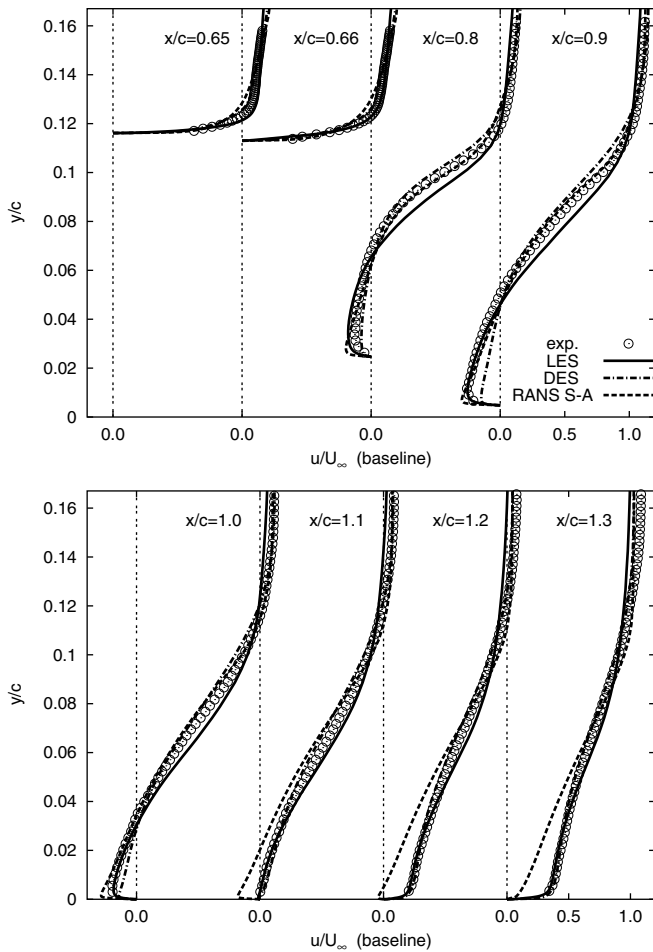 0.16
0.14
0.12
0.1
0.08
0.06
0.04
0.02
0
y/c
x/c=0.65 x/c=0.66 x/c=0.8 x/c=0.9
exp.
LES
DES
RANS S-A
0.0 0.0 0.0 0.0 0.5 1.0
u/U∞ (baseline)
0.16
0.14
0.12
0.1
0.08
0.06
0.04
0.02
0
y/c
x/c=1.0 x/c=1.1 x/c=1.2 x/c=1.3
0.0 0.0 0.0 0.0 0.5 1.0
u/U∞ (baseline)